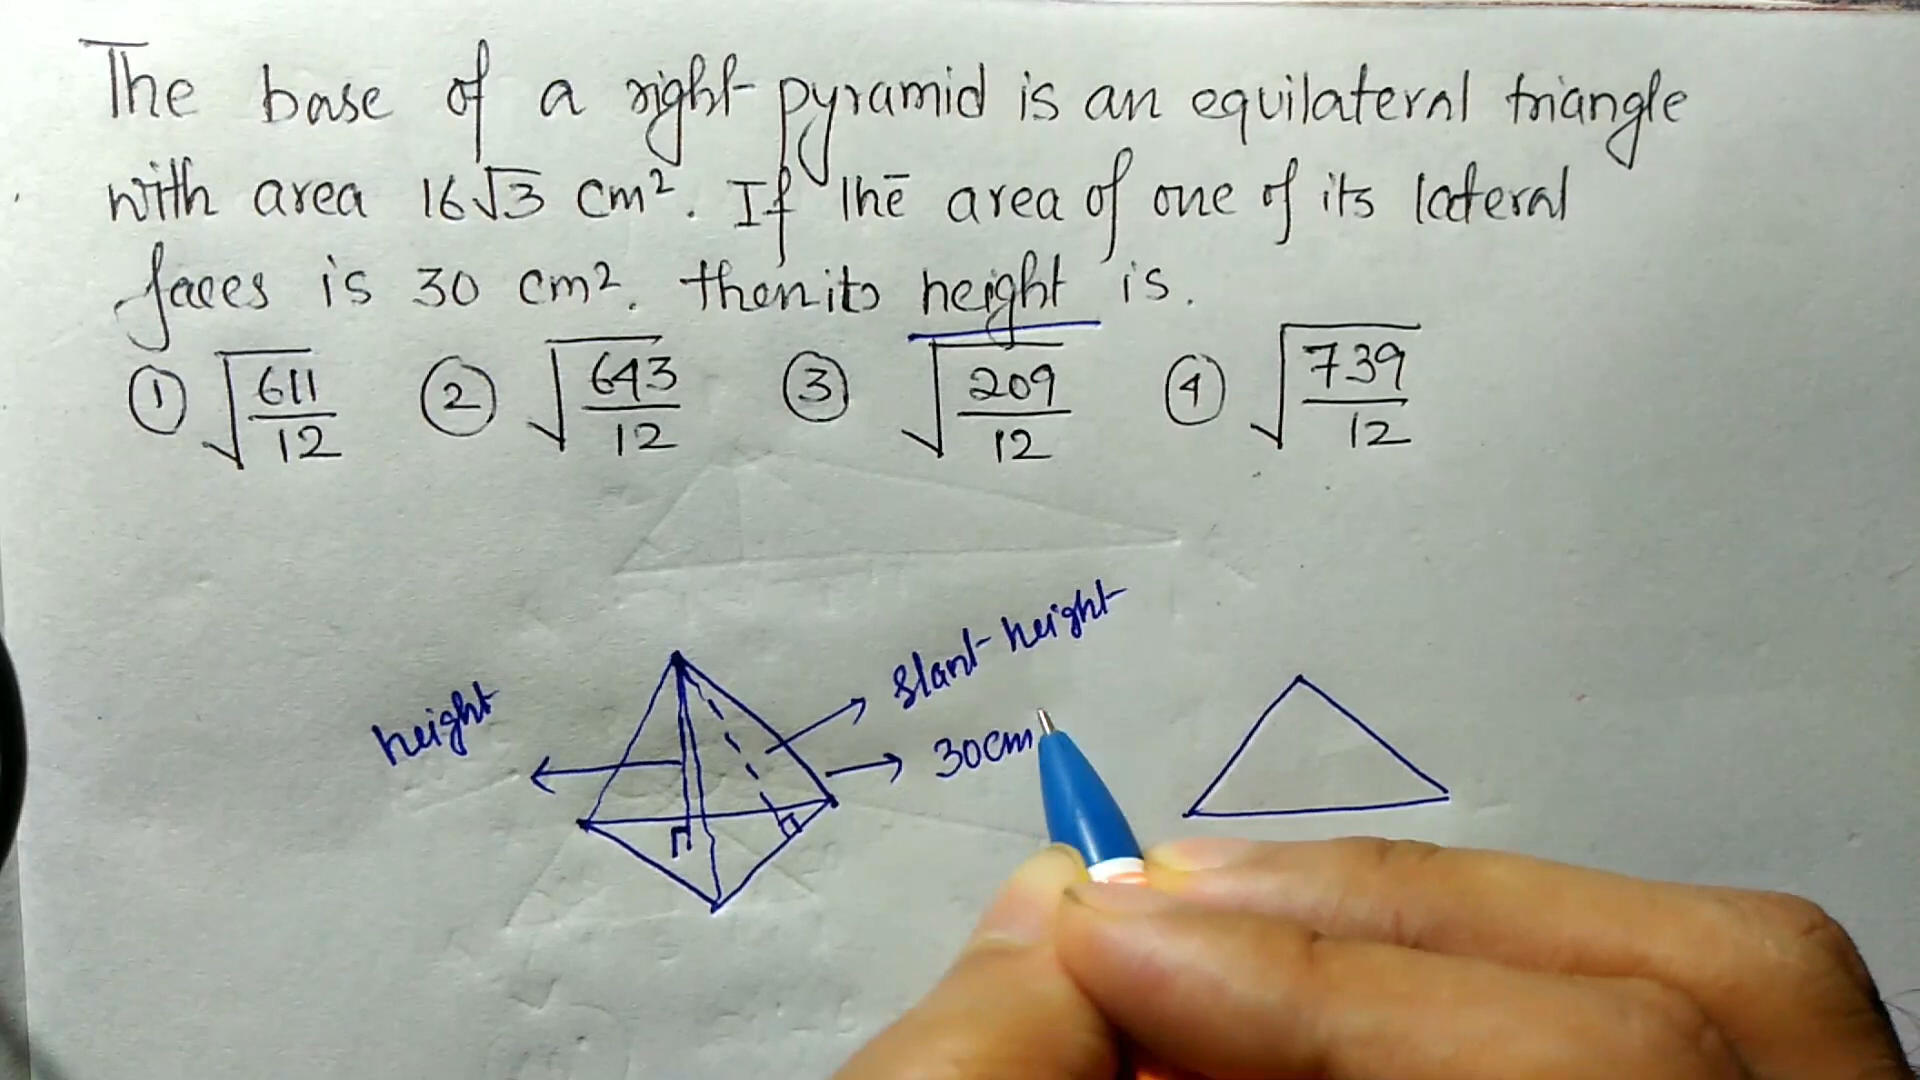 The base of a right pyramid is an equilateral triangle
with area 16√3 cm². If the area of one of its lateral
faces is 30 cm². then its height is.
① √611/12 ② √643/12 ③ √209/12 ④ √739/12
slant height
height
30cm